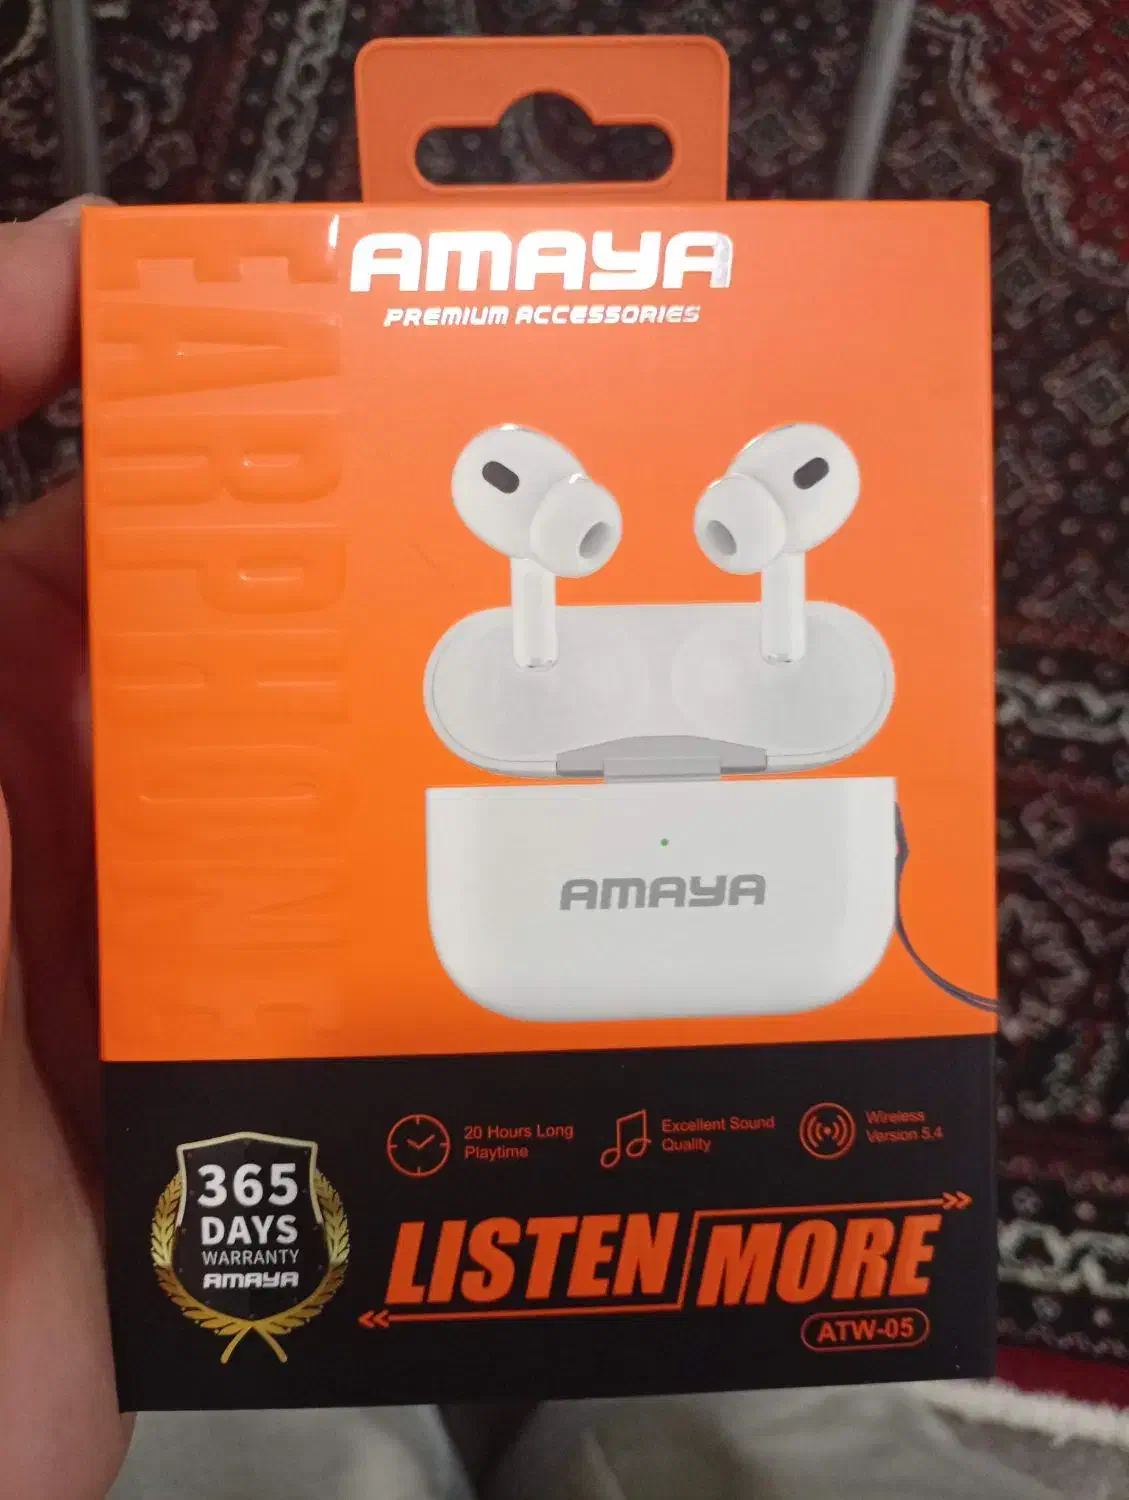 AMAYA
PREMIUM ACCESSORIES
EARPHONE
AMAYA
20 Hours Long
Playtime
Excellent Sound
Quality
Wireless
Version 5.4
365
DAYS
WARRANTY
AMAYA
LISTEN MORE
ATW-05